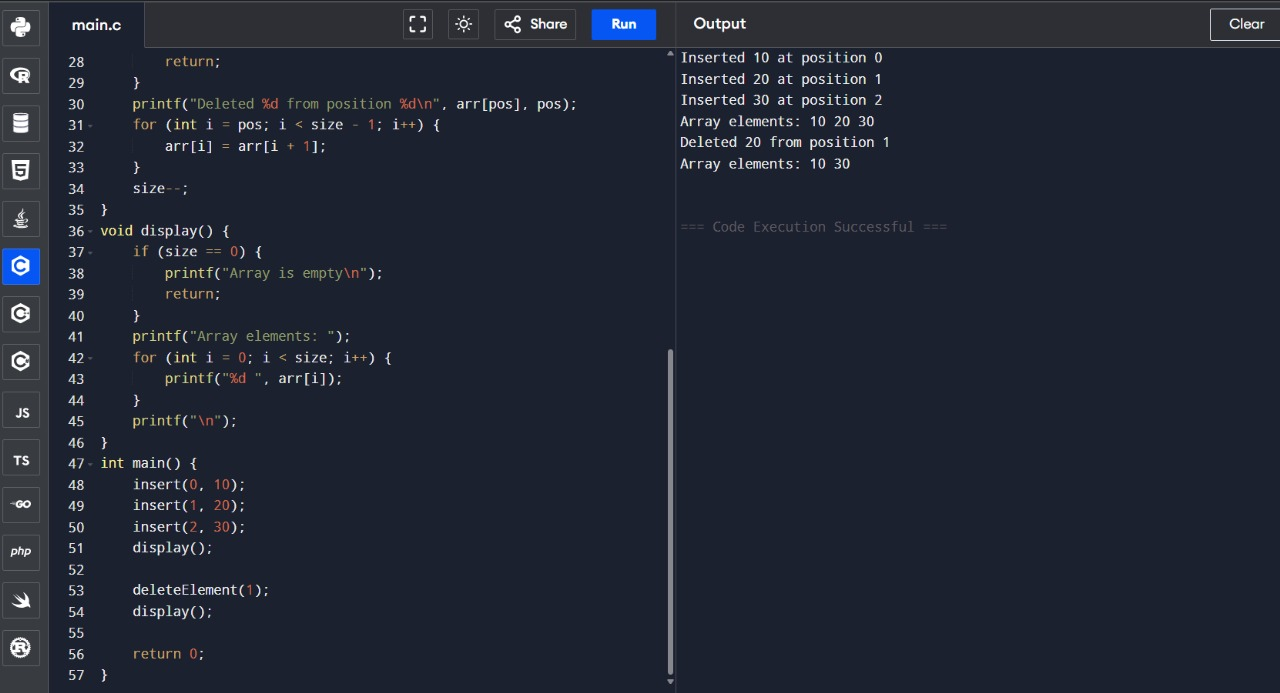 main.c
Share
Run
Output
Clear
28 return;
29 }
30 printf("Deleted %d from position %d\n", arr[pos], pos);
31 for (int i = pos; i < size - 1; i++) {
32 arr[i] = arr[i + 1];
33 }
34 size--;
35 }
36 void display() {
37 if (size == 0) {
38 printf("Array is empty\n");
39 return;
40 }
41 printf("Array elements: ");
42 for (int i = 0; i < size; i++) {
43 printf("%d ", arr[i]);
44 }
45 printf("\n");
46 }
47 int main() {
48 insert(0, 10);
49 insert(1, 20);
50 insert(2, 30);
51 display();
52
53 deleteElement(1);
54 display();
55
56 return 0;
57 }
Inserted 10 at position 0
Inserted 20 at position 1
Inserted 30 at position 2
Array elements: 10 20 30
Deleted 20 from position 1
Array elements: 10 30
=== Code Execution Successful ===
R
5
C
C
C
JS
TS
GO
php
R